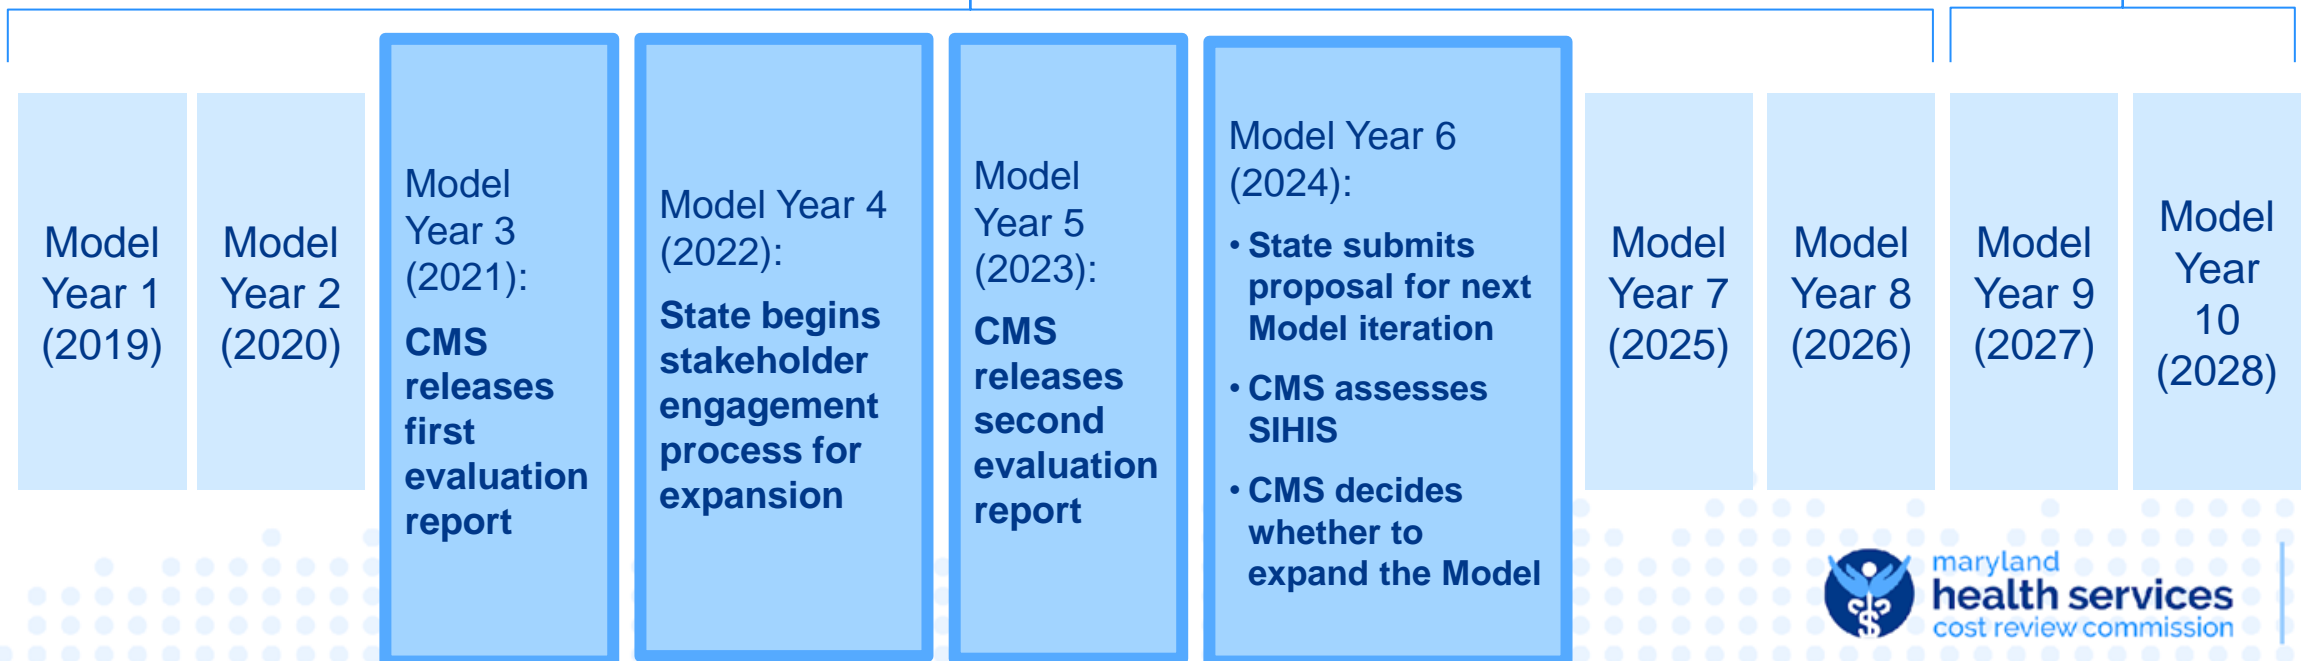 Model
Year 1
(2019)
Model
Year 2
(2020)
Model
Year 3
(2021):
CMS
releases
first
evaluation
report
Model Year 4
(2022):
State begins
stakeholder
engagement
process for
expansion
Model
Year 5
(2023):
CMS
releases
second
evaluation
report
Model Year 6
(2024):
• State submits
proposal for next
Model iteration
• CMS assesses
SIHIS
• CMS decides
whether to
expand the Model
Model
Year 7
(2025)
Model
Year 8
(2026)
Model
Year 9
(2027)
Model
Year
10
(2028)
maryland
health services
cost review commission